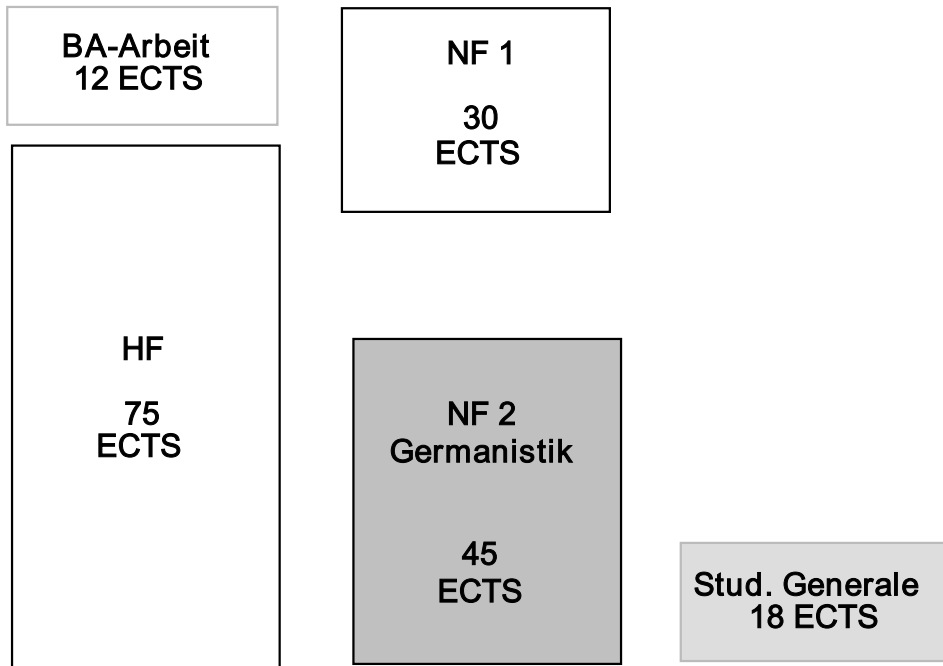 BA-Arbeit
12 ECTS
NF 1
30
ECTS
HF
75
ECTS
NF 2
Germanistik
45
ECTS
Stud. Generale
18 ECTS